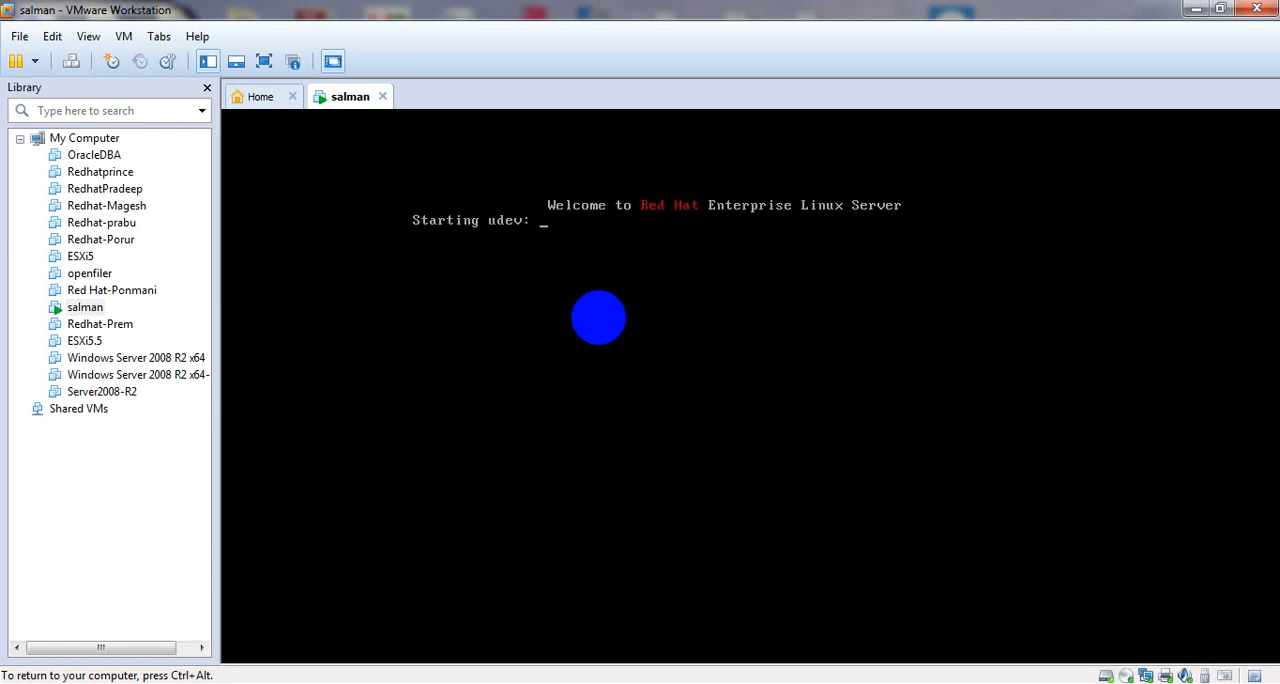 salman - VMware Workstation
File Edit View VM Tabs Help
Library
Type here to search
Home
salman
My Computer
OracleDBA
Redhatprince
RedhatPradeep
Redhat-Magesh
Redhat-prabu
Redhat-Porur
ESXi5
openfiler
Red Hat-Ponmani
salman
Redhat-Prem
ESXi5.5
Windows Server 2008 R2 x64
Windows Server 2008 R2 x64-
Server2008-R2
Shared VMs
Welcome to Red Hat Enterprise Linux Server
Starting udev: _
To return to your computer, press Ctrl+Alt.